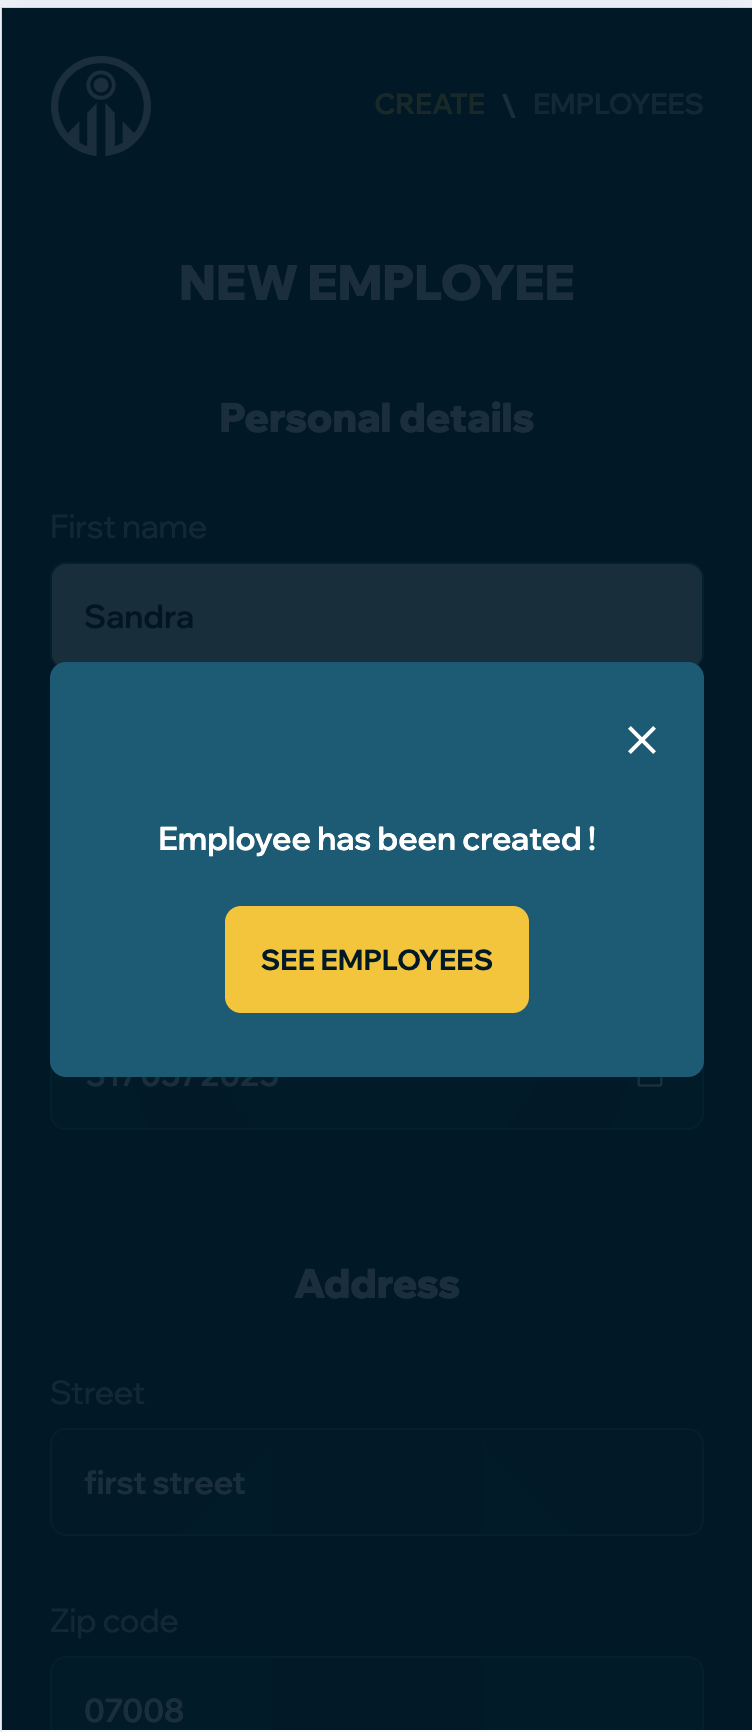 CREATE \ EMPLOYEES
NEW EMPLOYEE
Personal details
First name
Sandra
Employee has been created !
SEE EMPLOYEES
Address
Street
first street
Zip code
07008